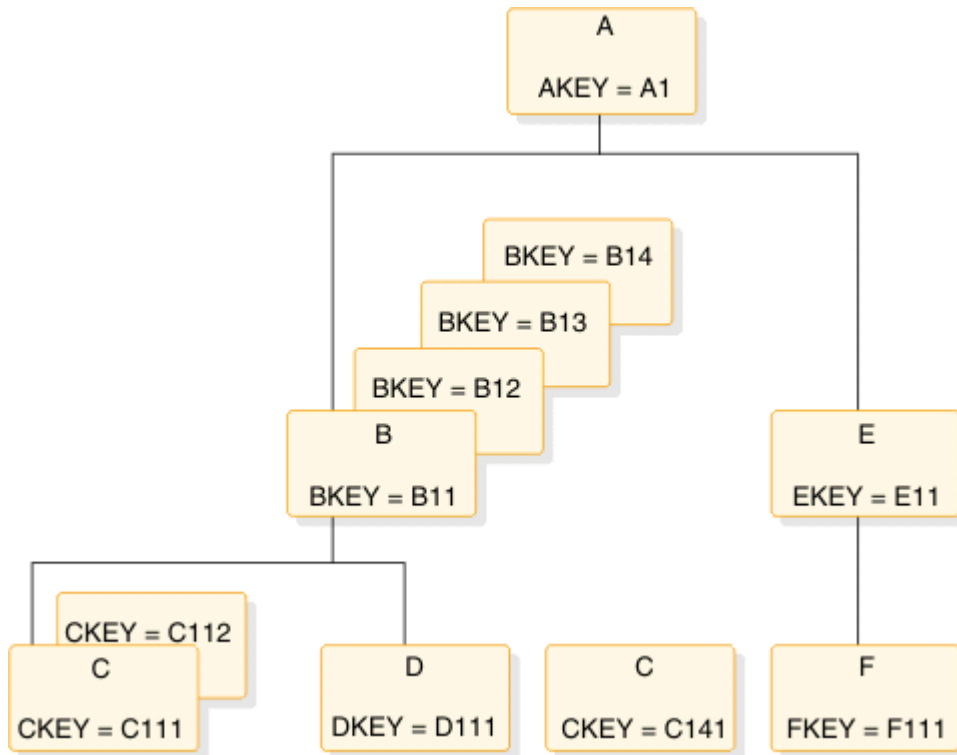 A
AKEY = A1
BKEY = B14
BKEY = B13
BKEY = B12
B
BKEY = B11
E
EKEY = E11
CKEY = C112
C
CKEY = C111
D
DKEY = D111
C
CKEY = C141
F
FKEY = F111